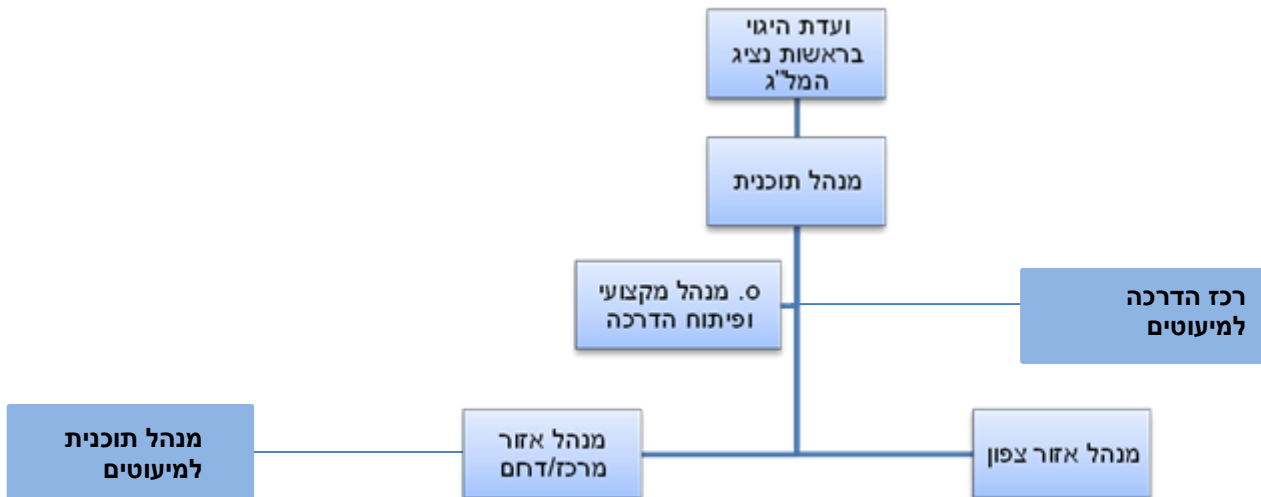 ועדת היגוי
בראשות נציג
המל"ג
מנהל תוכנית
ס. מנהל מקצועי
ופיתוח הדרכה
רכז הדרכה
למיעוטים
מנהל אזור צפון
מנהל אזור
מרכז/דחם
מנהל תוכנית
למיעוטים